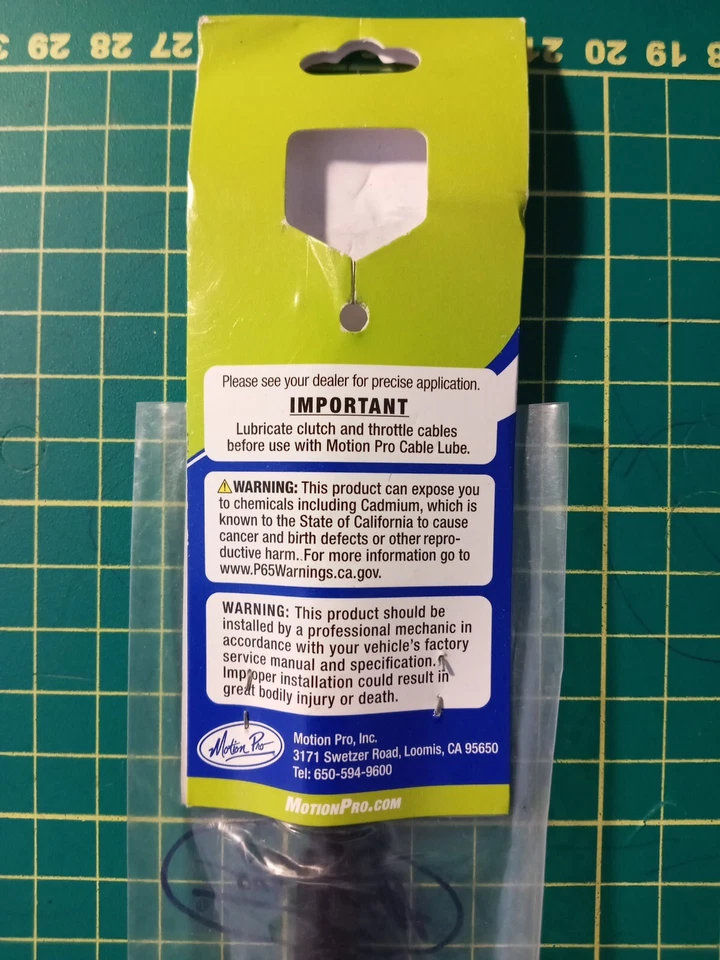 29 28 27 21 20 19 18
Please see your dealer for precise application.
IMPORTANT
Lubricate clutch and throttle cables
before use with Motion Pro Cable Lube.
⚠WARNING: This product can expose you
to chemicals including Cadmium, which is
known to the State of California to cause
cancer and birth defects or other repro-
ductive harm..For more information go to
www.P65Warnings.ca.gov.
WARNING: This product should be
installed by a professional mechanic in
accordance with your vehicle's factory
service manual and specification.
Improper installation could result in
great bodily injury or death.
Motion Pro
Motion Pro, Inc.
3171 Swetzer Road, Loomis, CA 95650
Tel: 650-594-9600
MOTIONPRO.COM